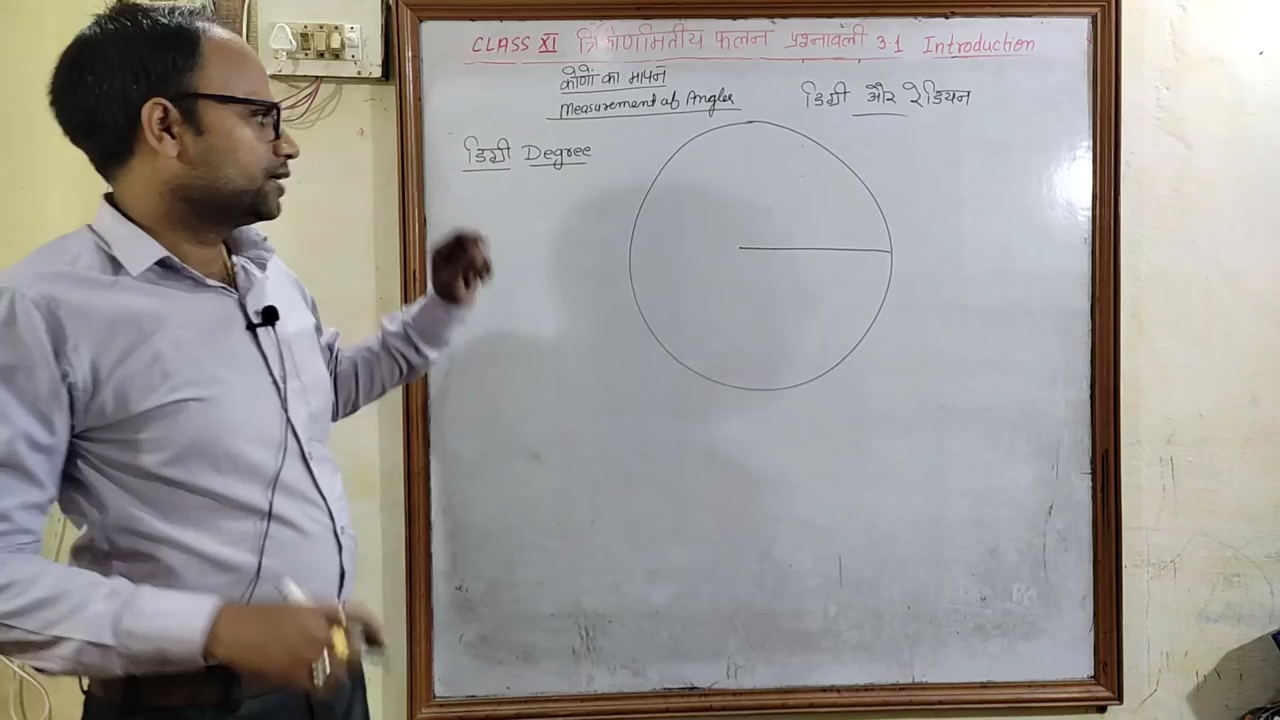 CLASS XI त्रिकोणमितीय फलन प्रश्नावली 3.1 Introduction
कोणों का मापन
Measurement of Angles
डिग्री और रेडियन
डिग्री Degree